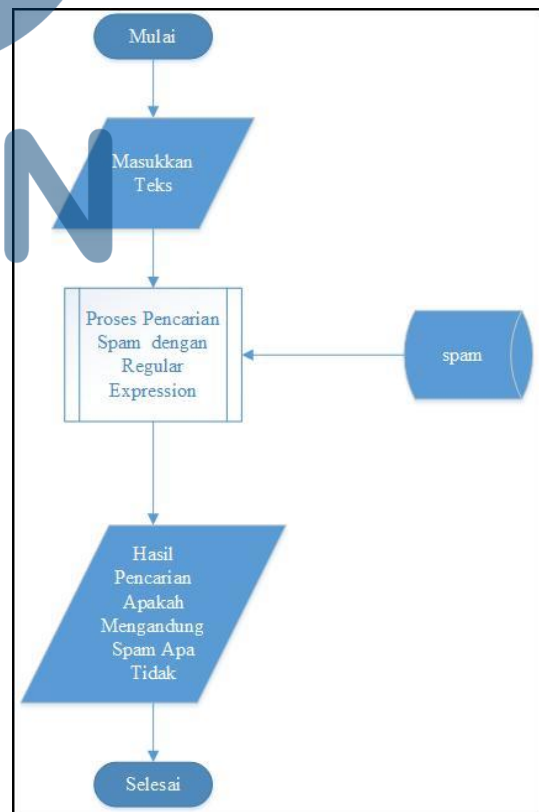 Mulai
Masukkan
Teks
Proses Pencarian
Spam dengan
Regular
Expression
spam
Hasil
Pencarian
Apakah
Mengandung
Spam Apa
Tidak
Selesai
N